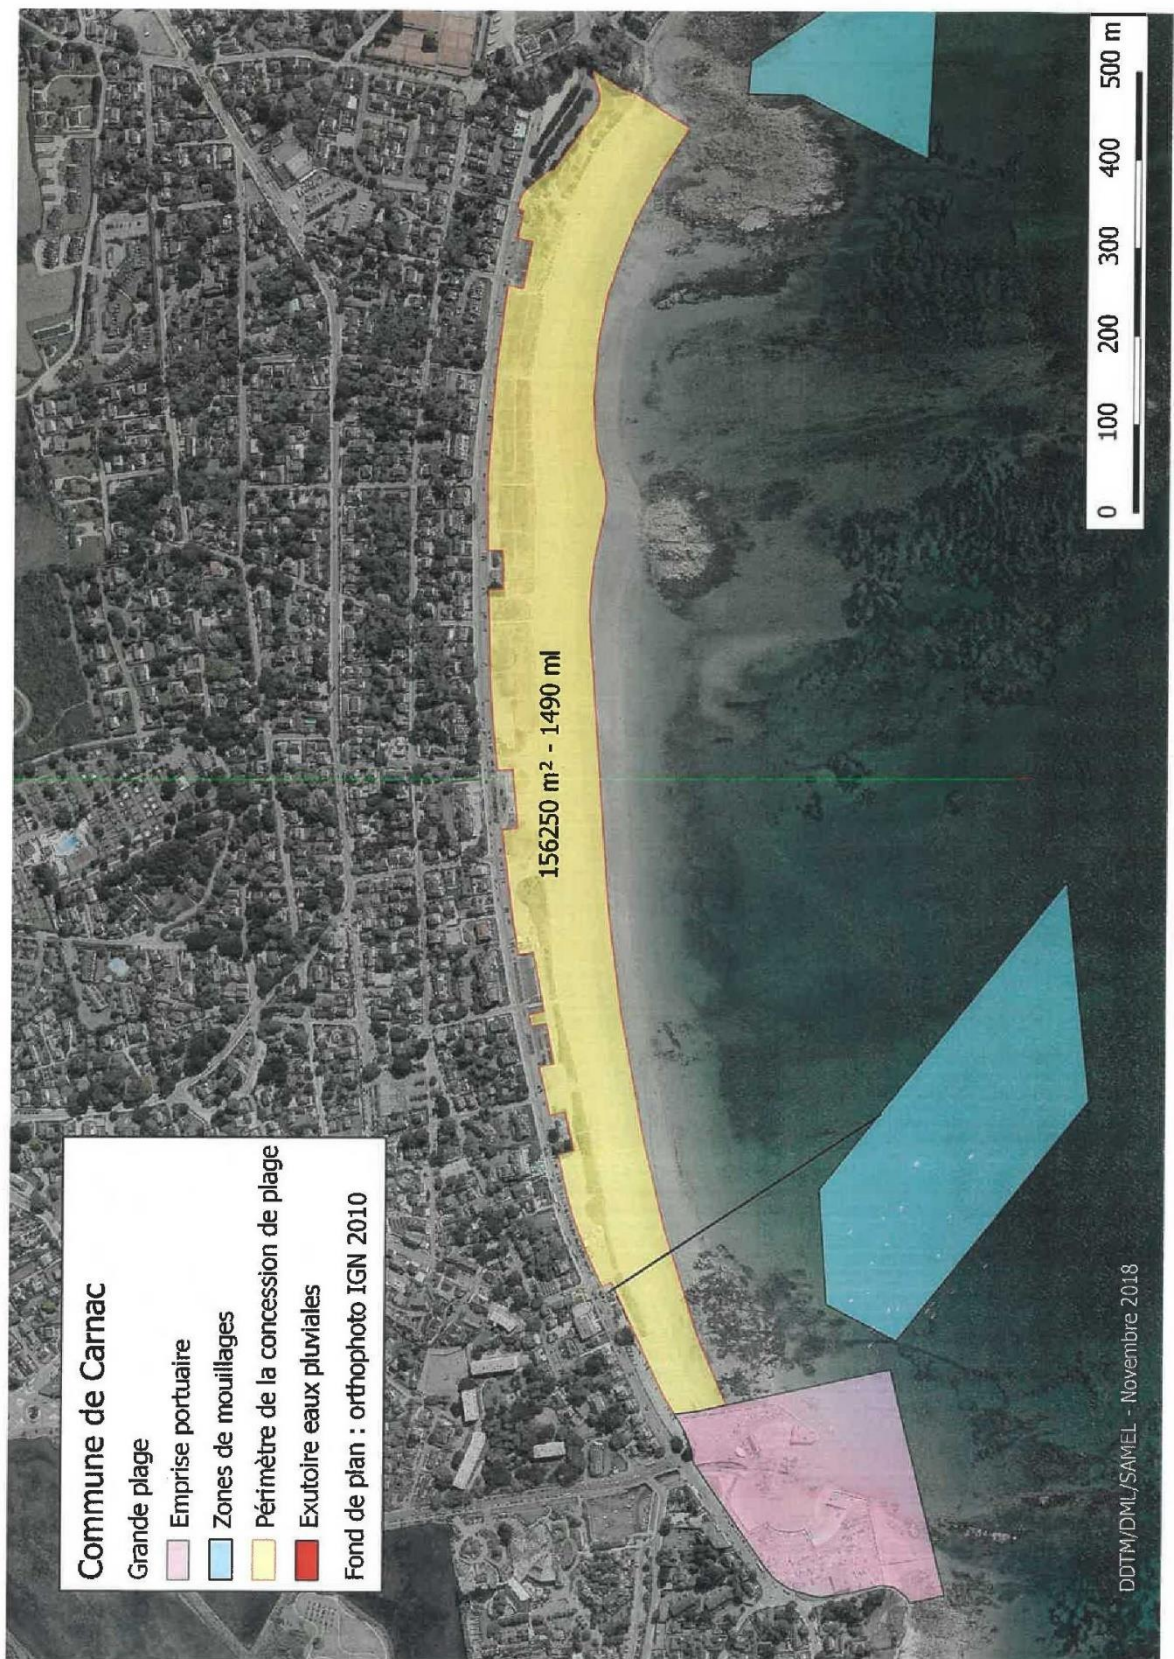 Commune de Carnac
Grande plage
Emprise portuaire
Zones de mouillages
Périmètre de la concession de plage
Exutoire eaux pluviales
Fond de plan : orthophoto IGN 2010
156250 m² - 1490 ml
0 100 200 300 400 500 m
DDTM/DML/SAMEL - Novembre 2018